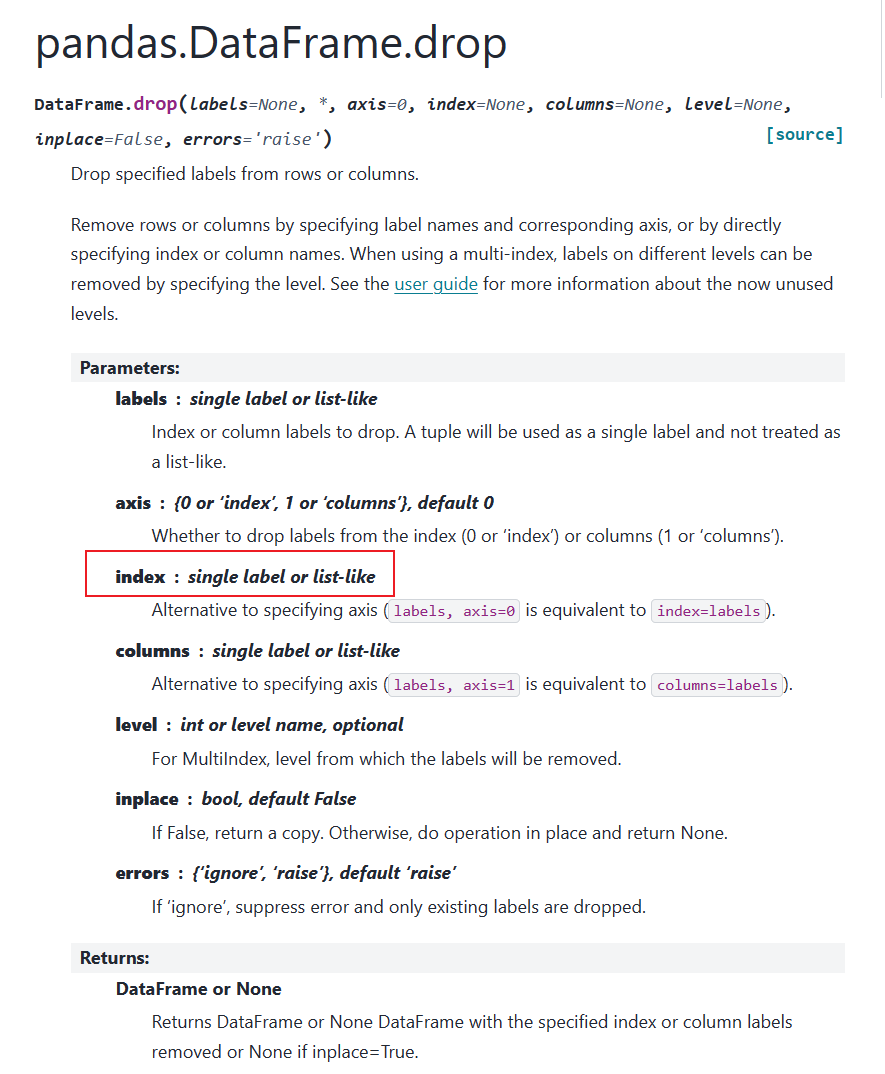 pandas.DataFrame.drop
DataFrame.drop(labels=None, *, axis=0, index=None, columns=None, level=None,
inplace=False, errors='raise')
[source]
Drop specified labels from rows or columns.
Remove rows or columns by specifying label names and corresponding axis, or by directly
specifying index or column names. When using a multi-index, labels on different levels can be
removed by specifying the level. See the user guide for more information about the now unused
levels.
Parameters:
labels : single label or list-like
Index or column labels to drop. A tuple will be used as a single label and not treated as
a list-like.
axis : {0 or ‘index’, 1 or ‘columns’}, default 0
Whether to drop labels from the index (0 or ‘index’) or columns (1 or ‘columns’).
index : single label or list-like
Alternative to specifying axis (labels, axis=0 is equivalent to index=labels).
columns : single label or list-like
Alternative to specifying axis (labels, axis=1 is equivalent to columns=labels).
level : int or level name, optional
For MultiIndex, level from which the labels will be removed.
inplace : bool, default False
If False, return a copy. Otherwise, do operation in place and return None.
errors : {‘ignore’, ‘raise’}, default ‘raise’
If ‘ignore’, suppress error and only existing labels are dropped.
Returns:
DataFrame or None
Returns DataFrame or None DataFrame with the specified index or column labels
removed or None if inplace=True.